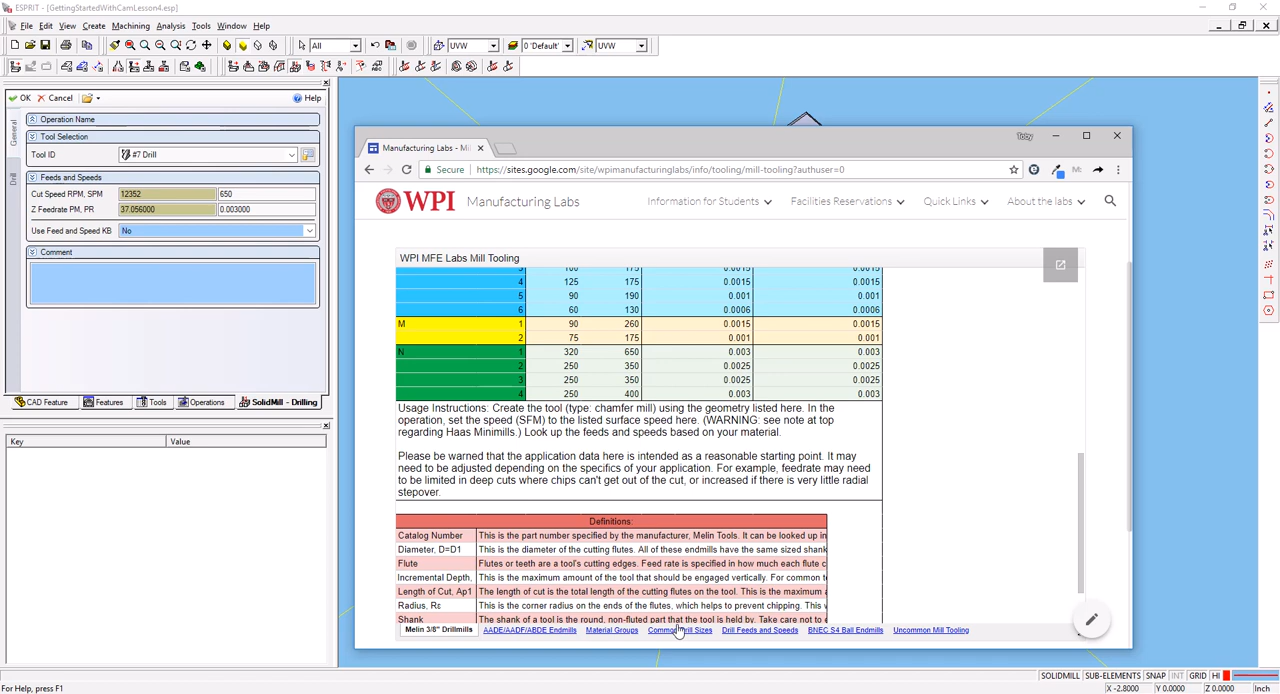 ESPRIT - [GettingStartedWithCamLesson4.esp]
File Edit View Create Machining Analysis Tools Window Help
All
UVW
0 'Default'
UVW
OK Cancel Help
General
Drill
Operation Name
Tool Selection
Tool ID #7 Drill
Feeds and Speeds
Cut Speed RPM, SPM 12352 650
Z Feedrate PM, PR 37.056000 0.003000
Use Feed and Speed KB No
Comment
CAD Feature Features Tools Operations SolidMill - Drilling
Key Value
Toby
Manufacturing Labs - Mil
Secure https://sites.google.com/site/wpimanufacturinglabs/info/tooling/mill-tooling?authuser=0
WPI Manufacturing Labs Information for Students Facilities Reservations Quick Links About the labs
WPI MFE Labs Mill Tooling
3 100 175 0.0015 0.0015
4 125 175 0.0015 0.0015
5 90 190 0.001 0.001
6 60 130 0.0006 0.0006
M 1 90 260 0.0015 0.0015
2 75 175 0.001 0.001
N 1 320 650 0.003 0.003
2 250 350 0.0025 0.0025
3 250 350 0.0025 0.0025
4 250 400 0.003 0.003
Usage Instructions: Create the tool (type: chamfer mill) using the geometry listed here. In the
operation, set the speed (SFM) to the listed surface speed here. (WARNING: see note at top
regarding Haas Minimills.) Look up the feeds and speeds based on your material.
Please be warned that the application data here is intended as a reasonable starting point. It may
need to be adjusted depending on the specifics of your application. For example, feedrate may need
to be limited in deep cuts where chips can't get out of the cut, or increased if there is very little radial
stepover.
Definitions:
Catalog Number This is the part number specified by the manufacturer, Melin Tools. It can be looked up in
Diameter, D=D1 This is the diameter of the cutting flutes. All of these endmills have the same sized shank
Flute Flutes or teeth are a tool's cutting edges. Feed rate is specified in how much each flute c
Incremental Depth, This is the maximum amount of the tool that should be engaged vertically. For common t
Length of Cut, Ap1 The length of cut is the total length of the cutting flutes on the tool. This is the maximum a
Radius, Rε This is the corner radius on the ends of the flutes, which helps to prevent chipping. This v
Shank The shank of a tool is the round, non-fluted part that the tool is held by. Take care not to
Melin 3/8" Drillmills AADE/AADF/ABDE Endmills Material Groups Common Drill Sizes Drill Feeds and Speeds BNEC S4 Ball Endmills Uncommon Mill Tooling
SOLIDMILL SUB-ELEMENTS SNAP INT GRID HI
For Help, press F1 X -2.8000 Y 0.0000 Z 0.0000 Inch